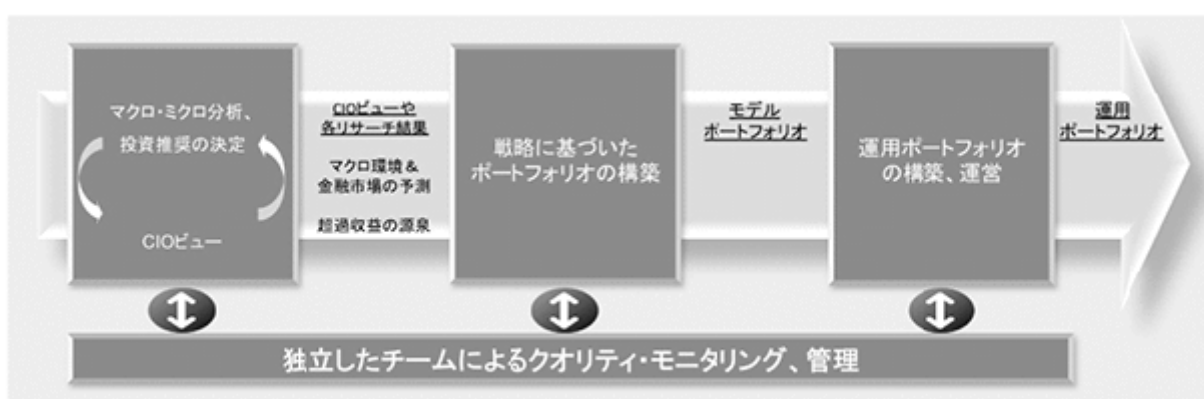 マクロ・ミクロ分析、
投資推奨の決定
CIOビュー
CIOビューや
各リサーチ結果
マクロ環境＆
金融市場の予測
超過収益の源泉
戦略に基づいた
ポートフォリオの構築
モデル
ポートフォリオ
運用ポートフォリオ
の構築、運営
運用
ポートフォリオ
独立したチームによるクオリティ・モニタリング、管理